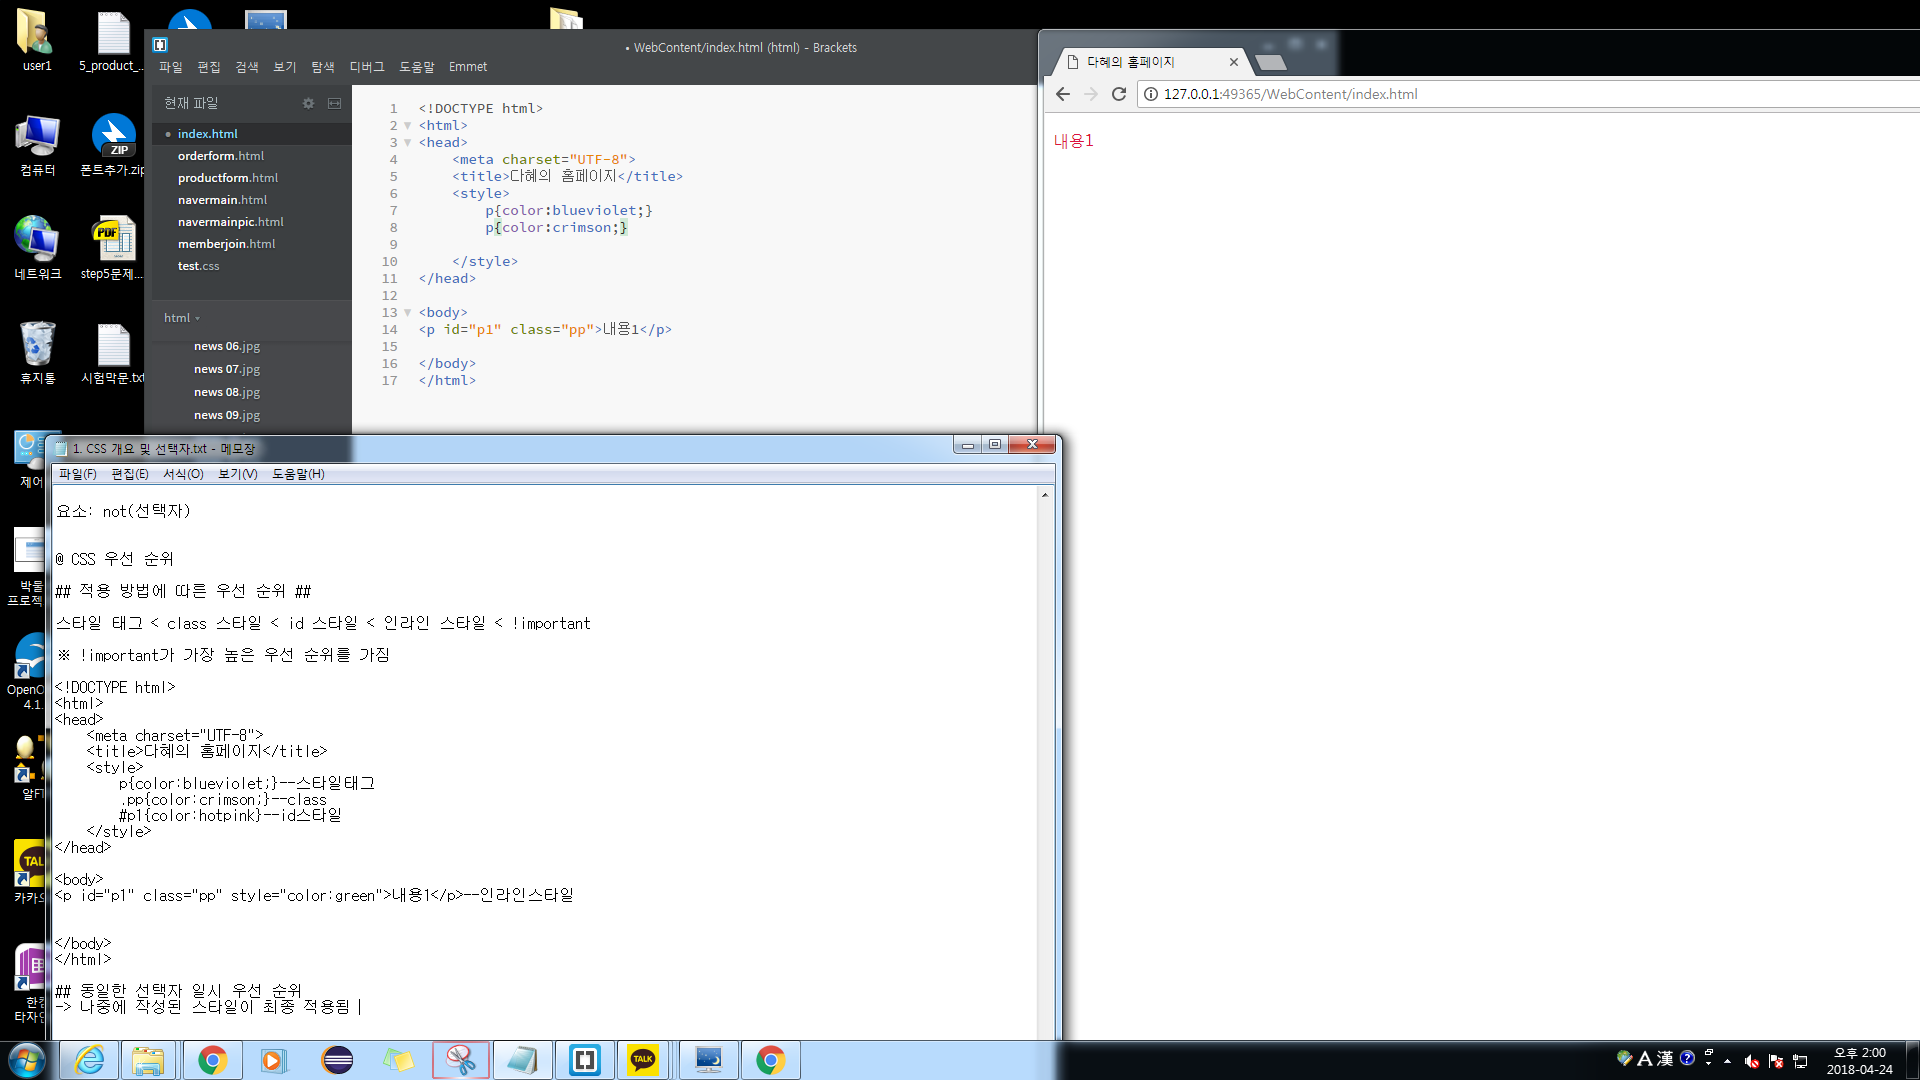 user1
5_product_...
컴퓨터
폰트추가.zip
ZIP
네트워크
PDF
step5문제...
휴지통
시험막문.txt
제어
박물
프로젝
OpenO
4.1.
알FT
TAL
카카오
한컴
타자연
• WebContent/index.html (html) - Brackets
파일 편집 검색 보기 탐색 디버그 도움말 Emmet
현재 파일
index.html
orderform.html
productform.html
navermain.html
navermainpic.html
memberjoin.html
test.css
html
news 06.jpg
news 07.jpg
news 08.jpg
news 09.jpg
1 <!DOCTYPE html>
2 <html>
3 <head>
4 <meta charset="UTF-8">
5 <title>다혜의 홈페이지</title>
6 <style>
7 p{color:blueviolet;}
8 p{color:crimson;}
9
10 </style>
11 </head>
12
13 <body>
14 <p id="p1" class="pp">내용1</p>
15
16 </body>
17 </html>
다혜의 홈페이지
127.0.0.1:49365/WebContent/index.html
내용1
1. CSS 개요 및 선택자.txt - 메모장
파일(F) 편집(E) 서식(O) 보기(V) 도움말(H)
요소: not(선택자)
@ CSS 우선 순위
## 적용 방법에 따른 우선 순위 ##
스타일 태그 < class 스타일 < id 스타일 < 인라인 스타일 < !important
※ !important가 가장 높은 우선 순위를 가짐
<!DOCTYPE html>
<html>
<head>
<meta charset="UTF-8">
<title>다혜의 홈페이지</title>
<style>
p{color:blueviolet;}--스타일태그
.pp{color:crimson;}--class
#p1{color:hotpink}--id스타일
</style>
</head>
<body>
<p id="p1" class="pp" style="color:green">내용1</p>--인라인스타일
</body>
</html>
## 동일한 선택자 일시 우선 순위
-> 나중에 작성된 스타일이 최종 적용됨
TALK
A 漢
오후 2:00
2018-04-24